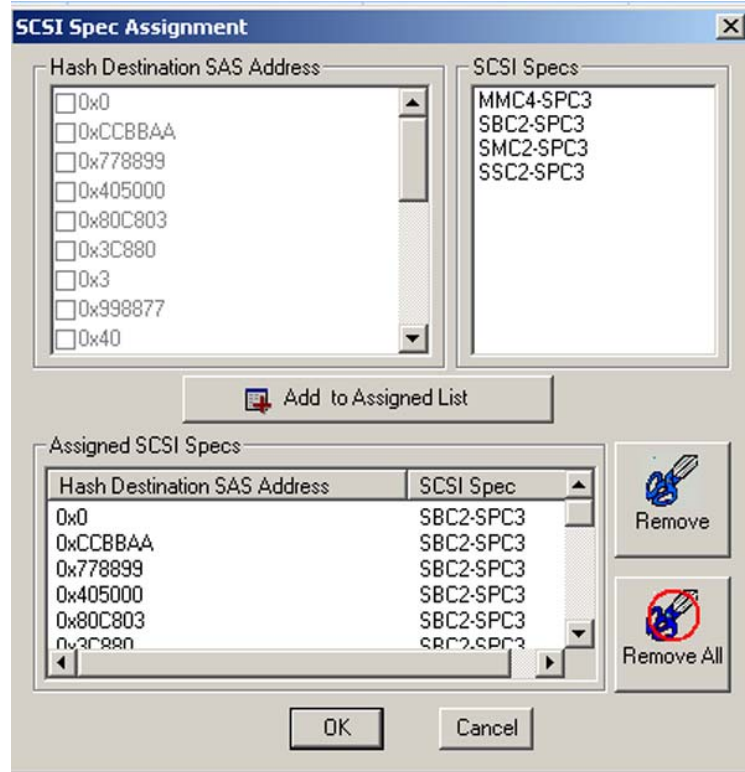 SCSI Spec Assignment
Hash Destination SAS Address
0x0
0xCCBBAA
0x778899
0x405000
0x80C803
0x3C880
0x3
0x998877
0x40
SCSI Specs
MMC4-SPC3
SBC2-SPC3
SMC2-SPC3
SSC2-SPC3
Add to Assigned List
Assigned SCSI Specs
Hash Destination SAS Address SCSI Spec
0x0 SBC2-SPC3
0xCCBBAA SBC2-SPC3
0x778899 SBC2-SPC3
0x405000 SBC2-SPC3
0x80C803 SBC2-SPC3
0x3C880 SBC2-SPC3
Remove
Remove All
OK
Cancel